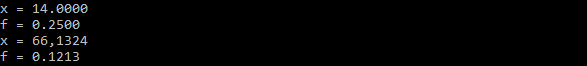 x = 14.0000
f = 0.2500
x = 66,1324
f = 0.1213